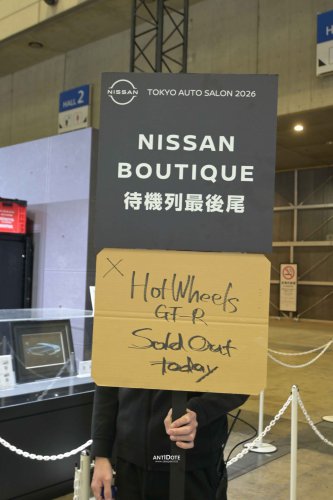 HALL 2
NISSAN
TOKYO AUTO SALON 2026
NISSAN
BOUTIQUE
待機列最後尾
X
Hot Wheels
GT-R
Sold Out
today
ANTIDOTE